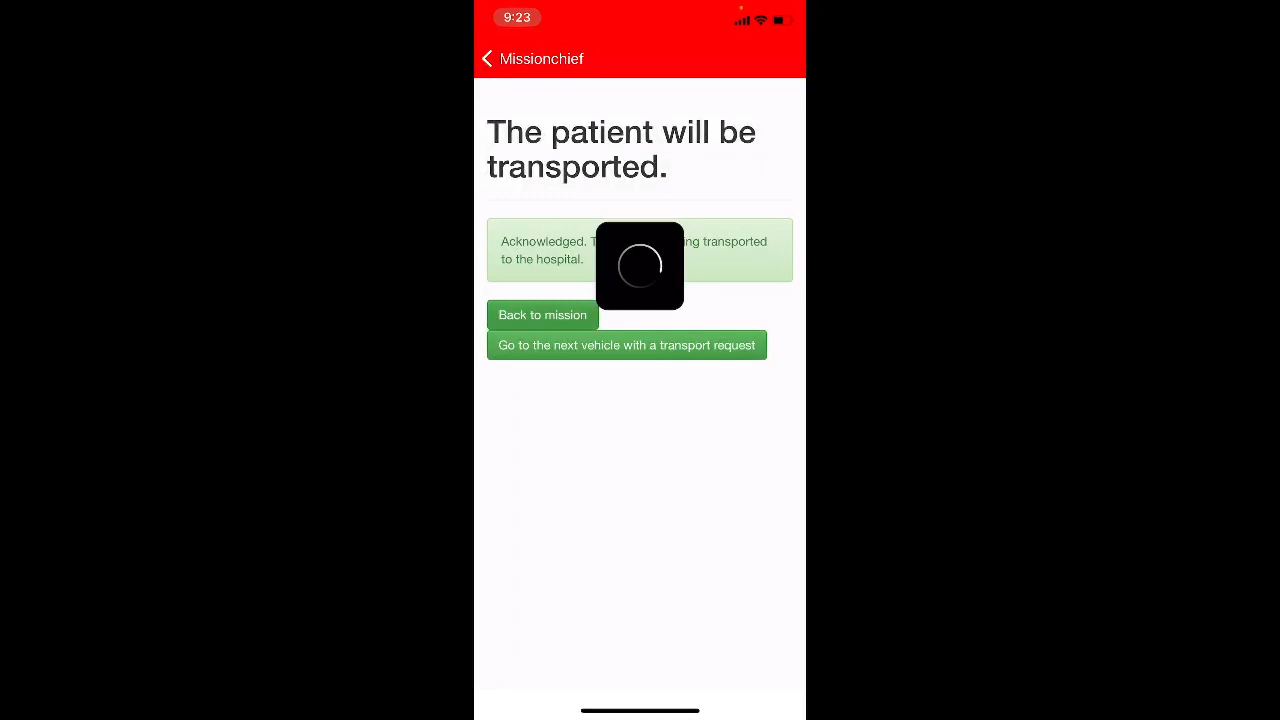 9:23
Missionchief
The patient will be
transported.
Acknowledged. transported
to the hospital.
Back to mission
Go to the next vehicle with a transport request